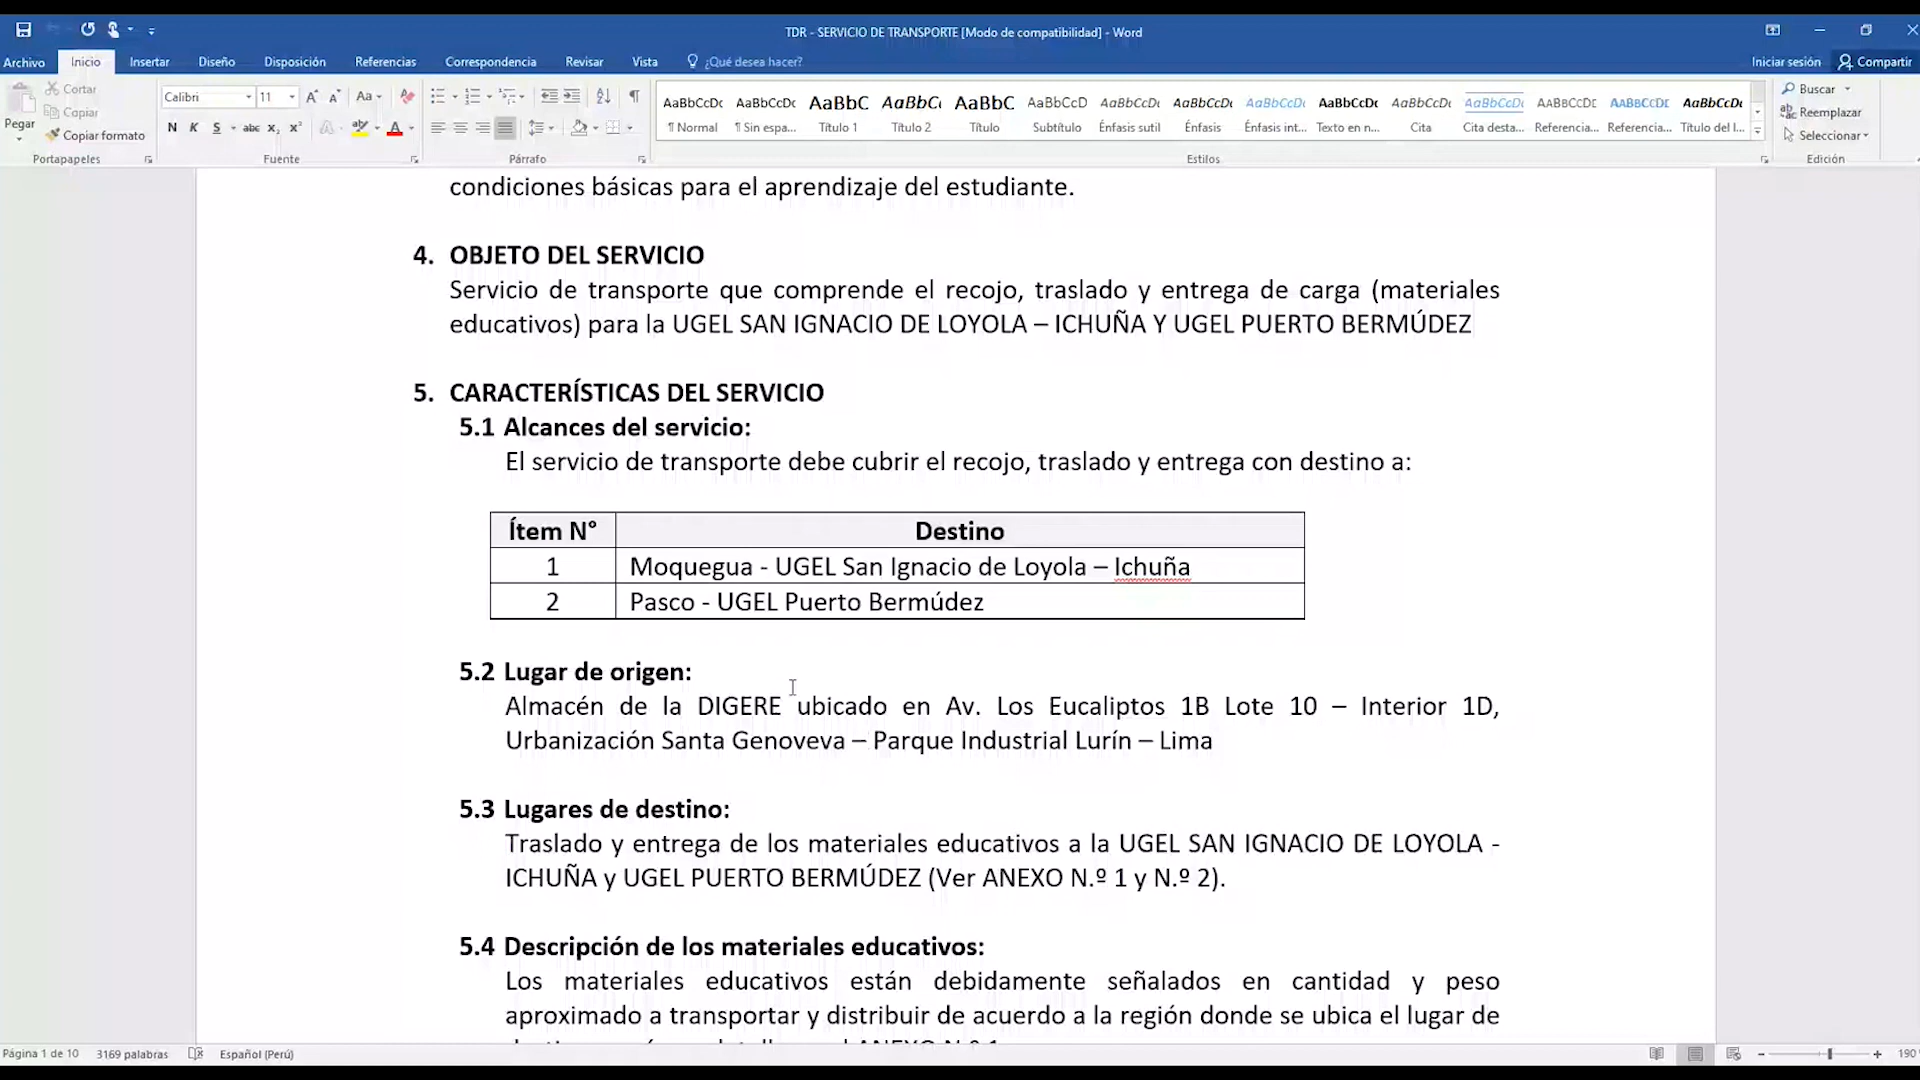 TDR - SERVICIO DE TRANSPORTE [Modo de compatibilidad] - Word
Archivo Inicio Insertar Diseño Disposición Referencias Correspondencia Revisar Vista ¿Qué desea hacer? Iniciar sesión Compartir
Pegar
Cortar
Copiar
Copiar formato
Portapapeles
Calibri 11
Fuente
Párrafo
AaBbCcDc AaBbCcDc AaBbC AaBbC( AaBbC AaBbCcD AaBbCcDc AaBbCcDc AaBbCcDc AaBbCcDc AaBbCcDc AaBbCcDc AaBbCcDc AaBbCcDc AaBbCcDc
¶ Normal ¶ Sin espa... Título 1 Título 2 Título Subtítulo Énfasis sutil Énfasis Énfasis int... Texto en n... Cita Cita desta... Referencia... Referencia... Título del l...
Estilos
Buscar
Reemplazar
Seleccionar
Edición
condiciones básicas para el aprendizaje del estudiante.
4. OBJETO DEL SERVICIO
Servicio de transporte que comprende el recojo, traslado y entrega de carga (materiales
educativos) para la UGEL SAN IGNACIO DE LOYOLA – ICHUÑA Y UGEL PUERTO BERMÚDEZ
5. CARACTERÍSTICAS DEL SERVICIO
5.1 Alcances del servicio:
El servicio de transporte debe cubrir el recojo, traslado y entrega con destino a:
Ítem N° Destino
1 Moquegua - UGEL San Ignacio de Loyola – Ichuña
2 Pasco - UGEL Puerto Bermúdez
5.2 Lugar de origen:
Almacén de la DIGERE ubicado en Av. Los Eucaliptos 1B Lote 10 – Interior 1D,
Urbanización Santa Genoveva – Parque Industrial Lurín – Lima
5.3 Lugares de destino:
Traslado y entrega de los materiales educativos a la UGEL SAN IGNACIO DE LOYOLA -
ICHUÑA y UGEL PUERTO BERMÚDEZ (Ver ANEXO N.º 1 y N.º 2).
5.4 Descripción de los materiales educativos:
Los materiales educativos están debidamente señalados en cantidad y peso
aproximado a transportar y distribuir de acuerdo a la región donde se ubica el lugar de
Página 1 de 10 3169 palabras Español (Perú) 190